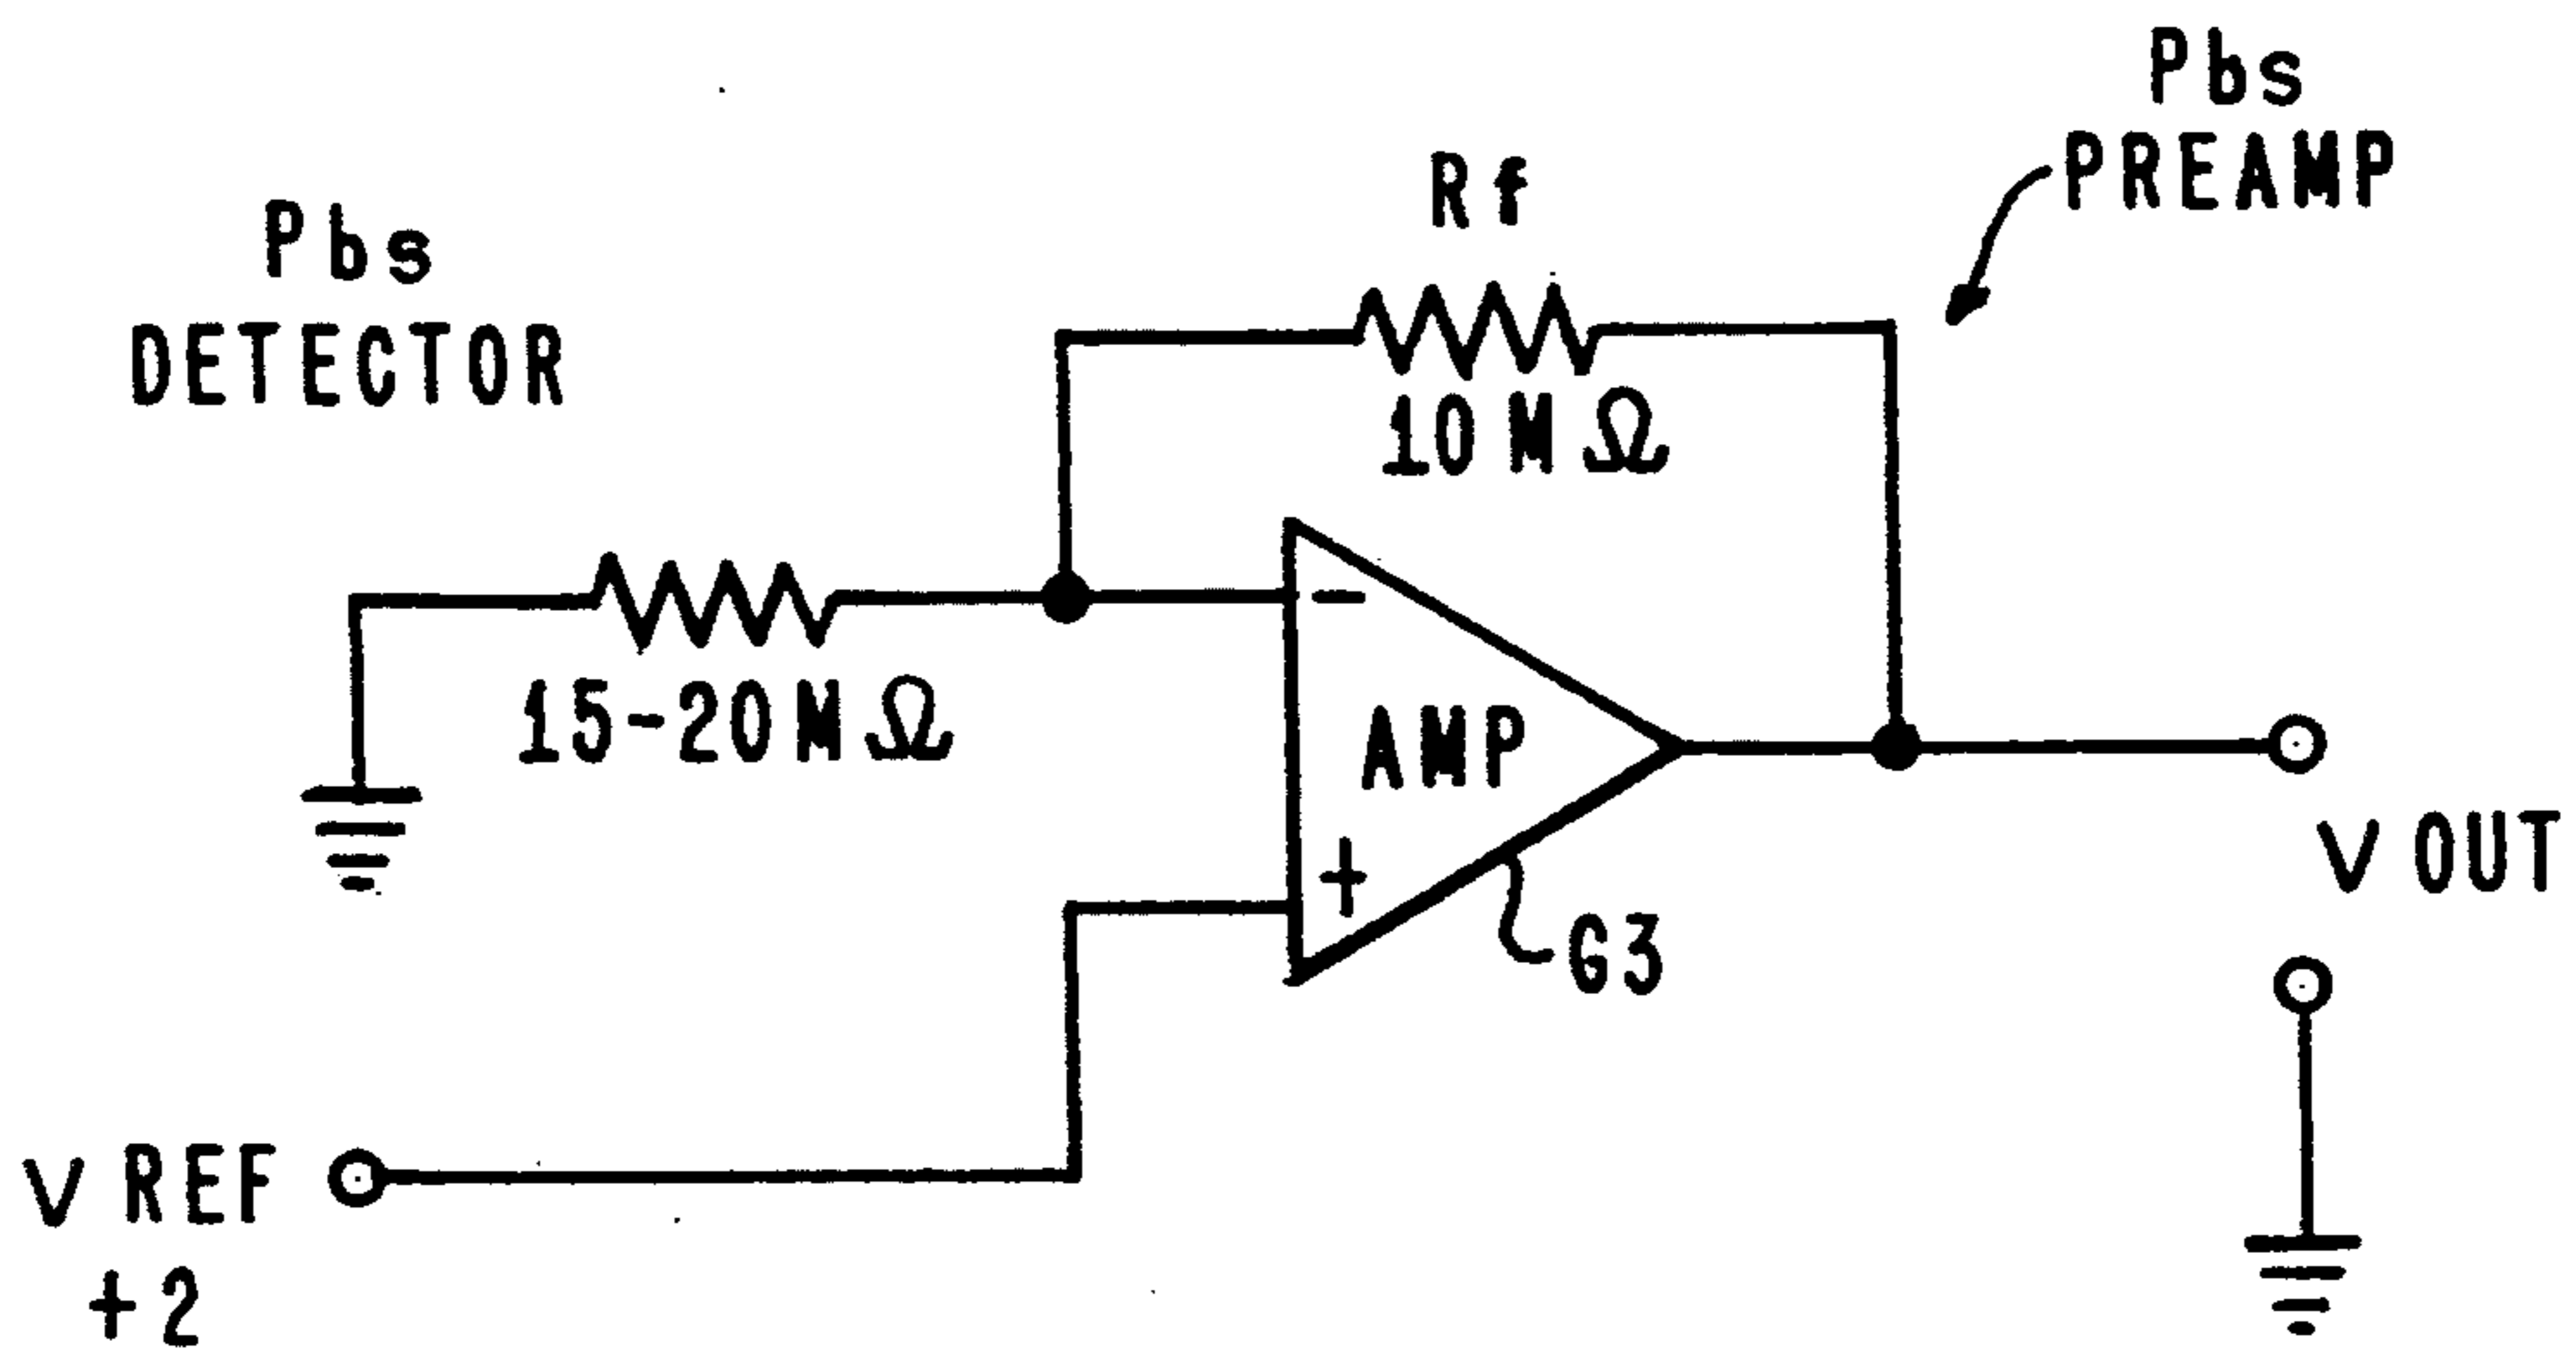 Pbs
PREAMP
Rf
Pbs
DETECTOR
10 MΩ
-
15-20 MΩ
AMP
+
V OUT
G3
V REF
+2